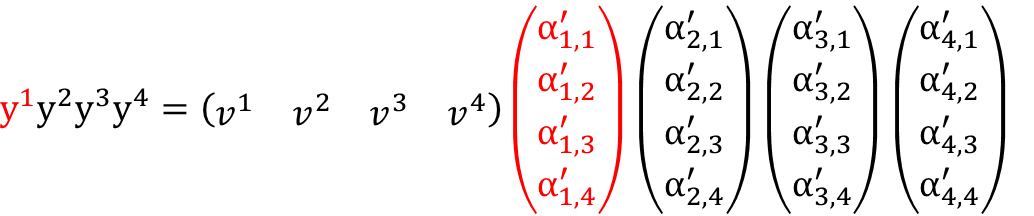 y¹y²y³y⁴ = (v¹ v² v³ v⁴) (α′1,1 α′1,2 α′1,3 α′1,4) (α′2,1 α′2,2 α′2,3 α′2,4) (α′3,1 α′3,2 α′3,3 α′3,4) (α′4,1 α′4,2 α′4,3 α′4,4)